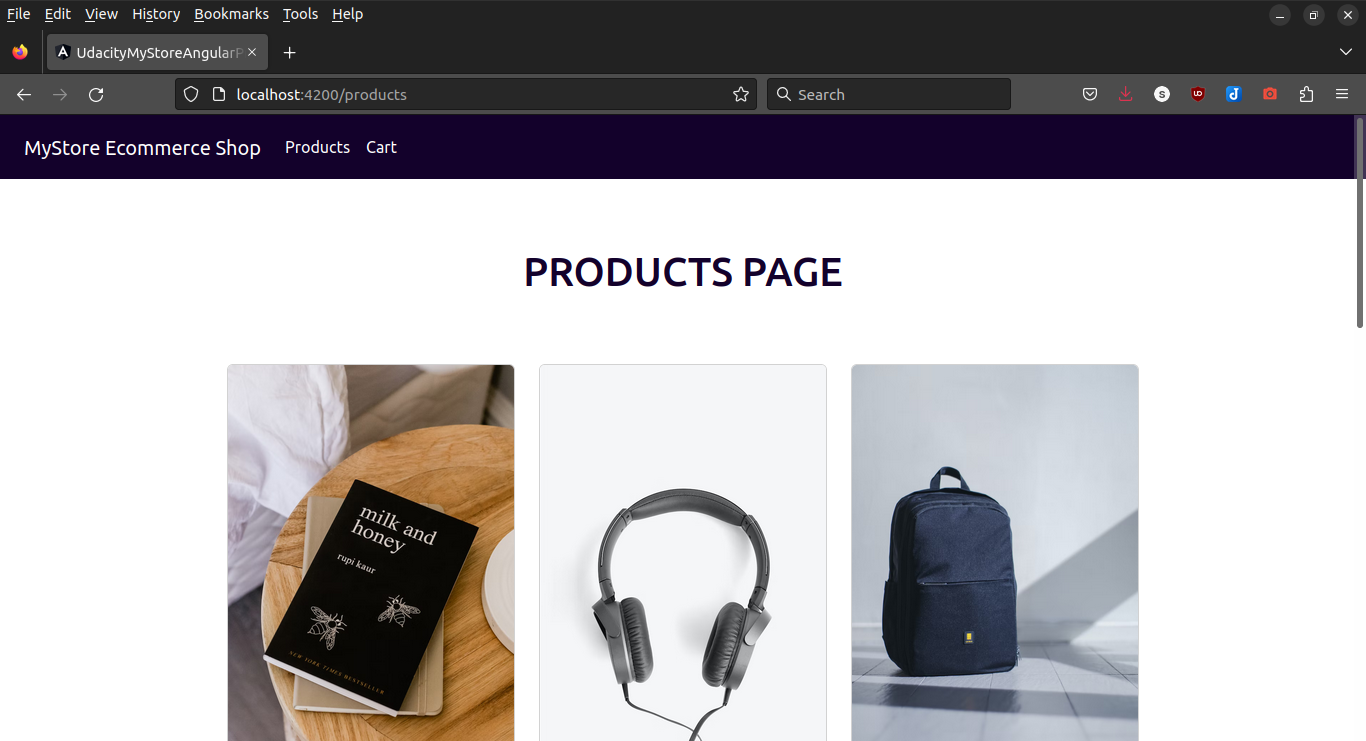 File Edit View History Bookmarks Tools Help
UdacityMyStoreAngularP
localhost:4200/products
Search
MyStore Ecommerce Shop Products Cart
PRODUCTS PAGE
milk and
honey
rupi kaur
NEW YORK TIMES BESTSELLER